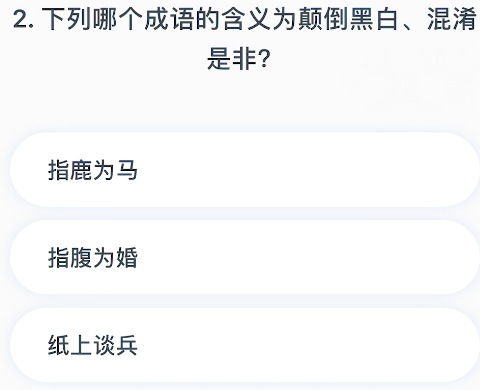 2. 下列哪个成语的含义为颠倒黑白、混淆
是非?
指鹿为马
指腹为婚
纸上谈兵